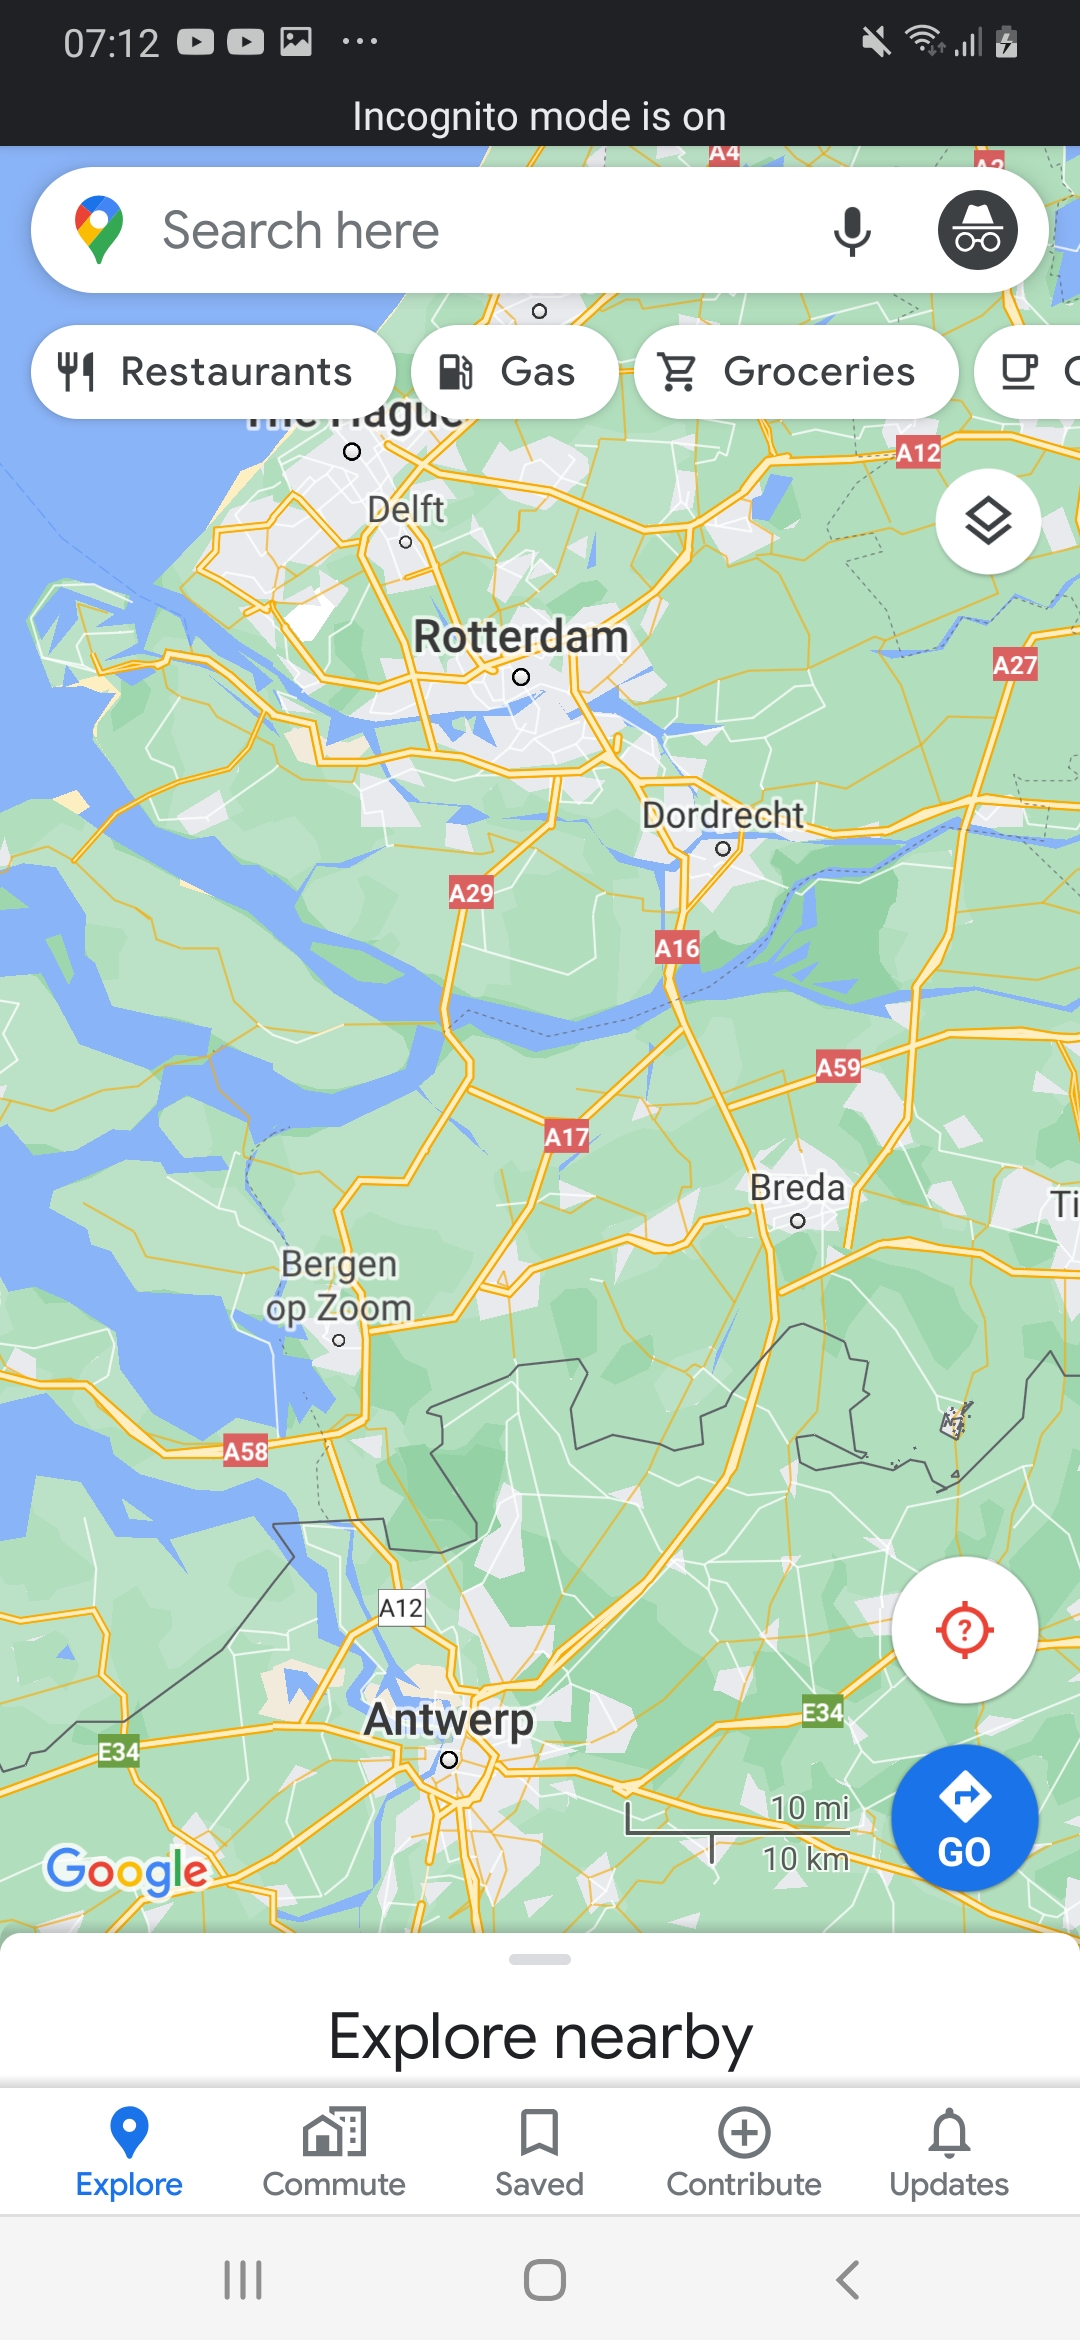 07:12
Incognito mode is on
A4
A2
Search here
Restaurants
Gas
Groceries
The Hague
A12
Delft
Rotterdam
A27
Dordrecht
A29
A16
A59
A17
Breda
Ti
Bergen
op Zoom
A58
A12
?
Antwerp
E34
E34
10 mi
10 km
GO
Google
Explore nearby
Explore
Commute
Saved
Contribute
Updates